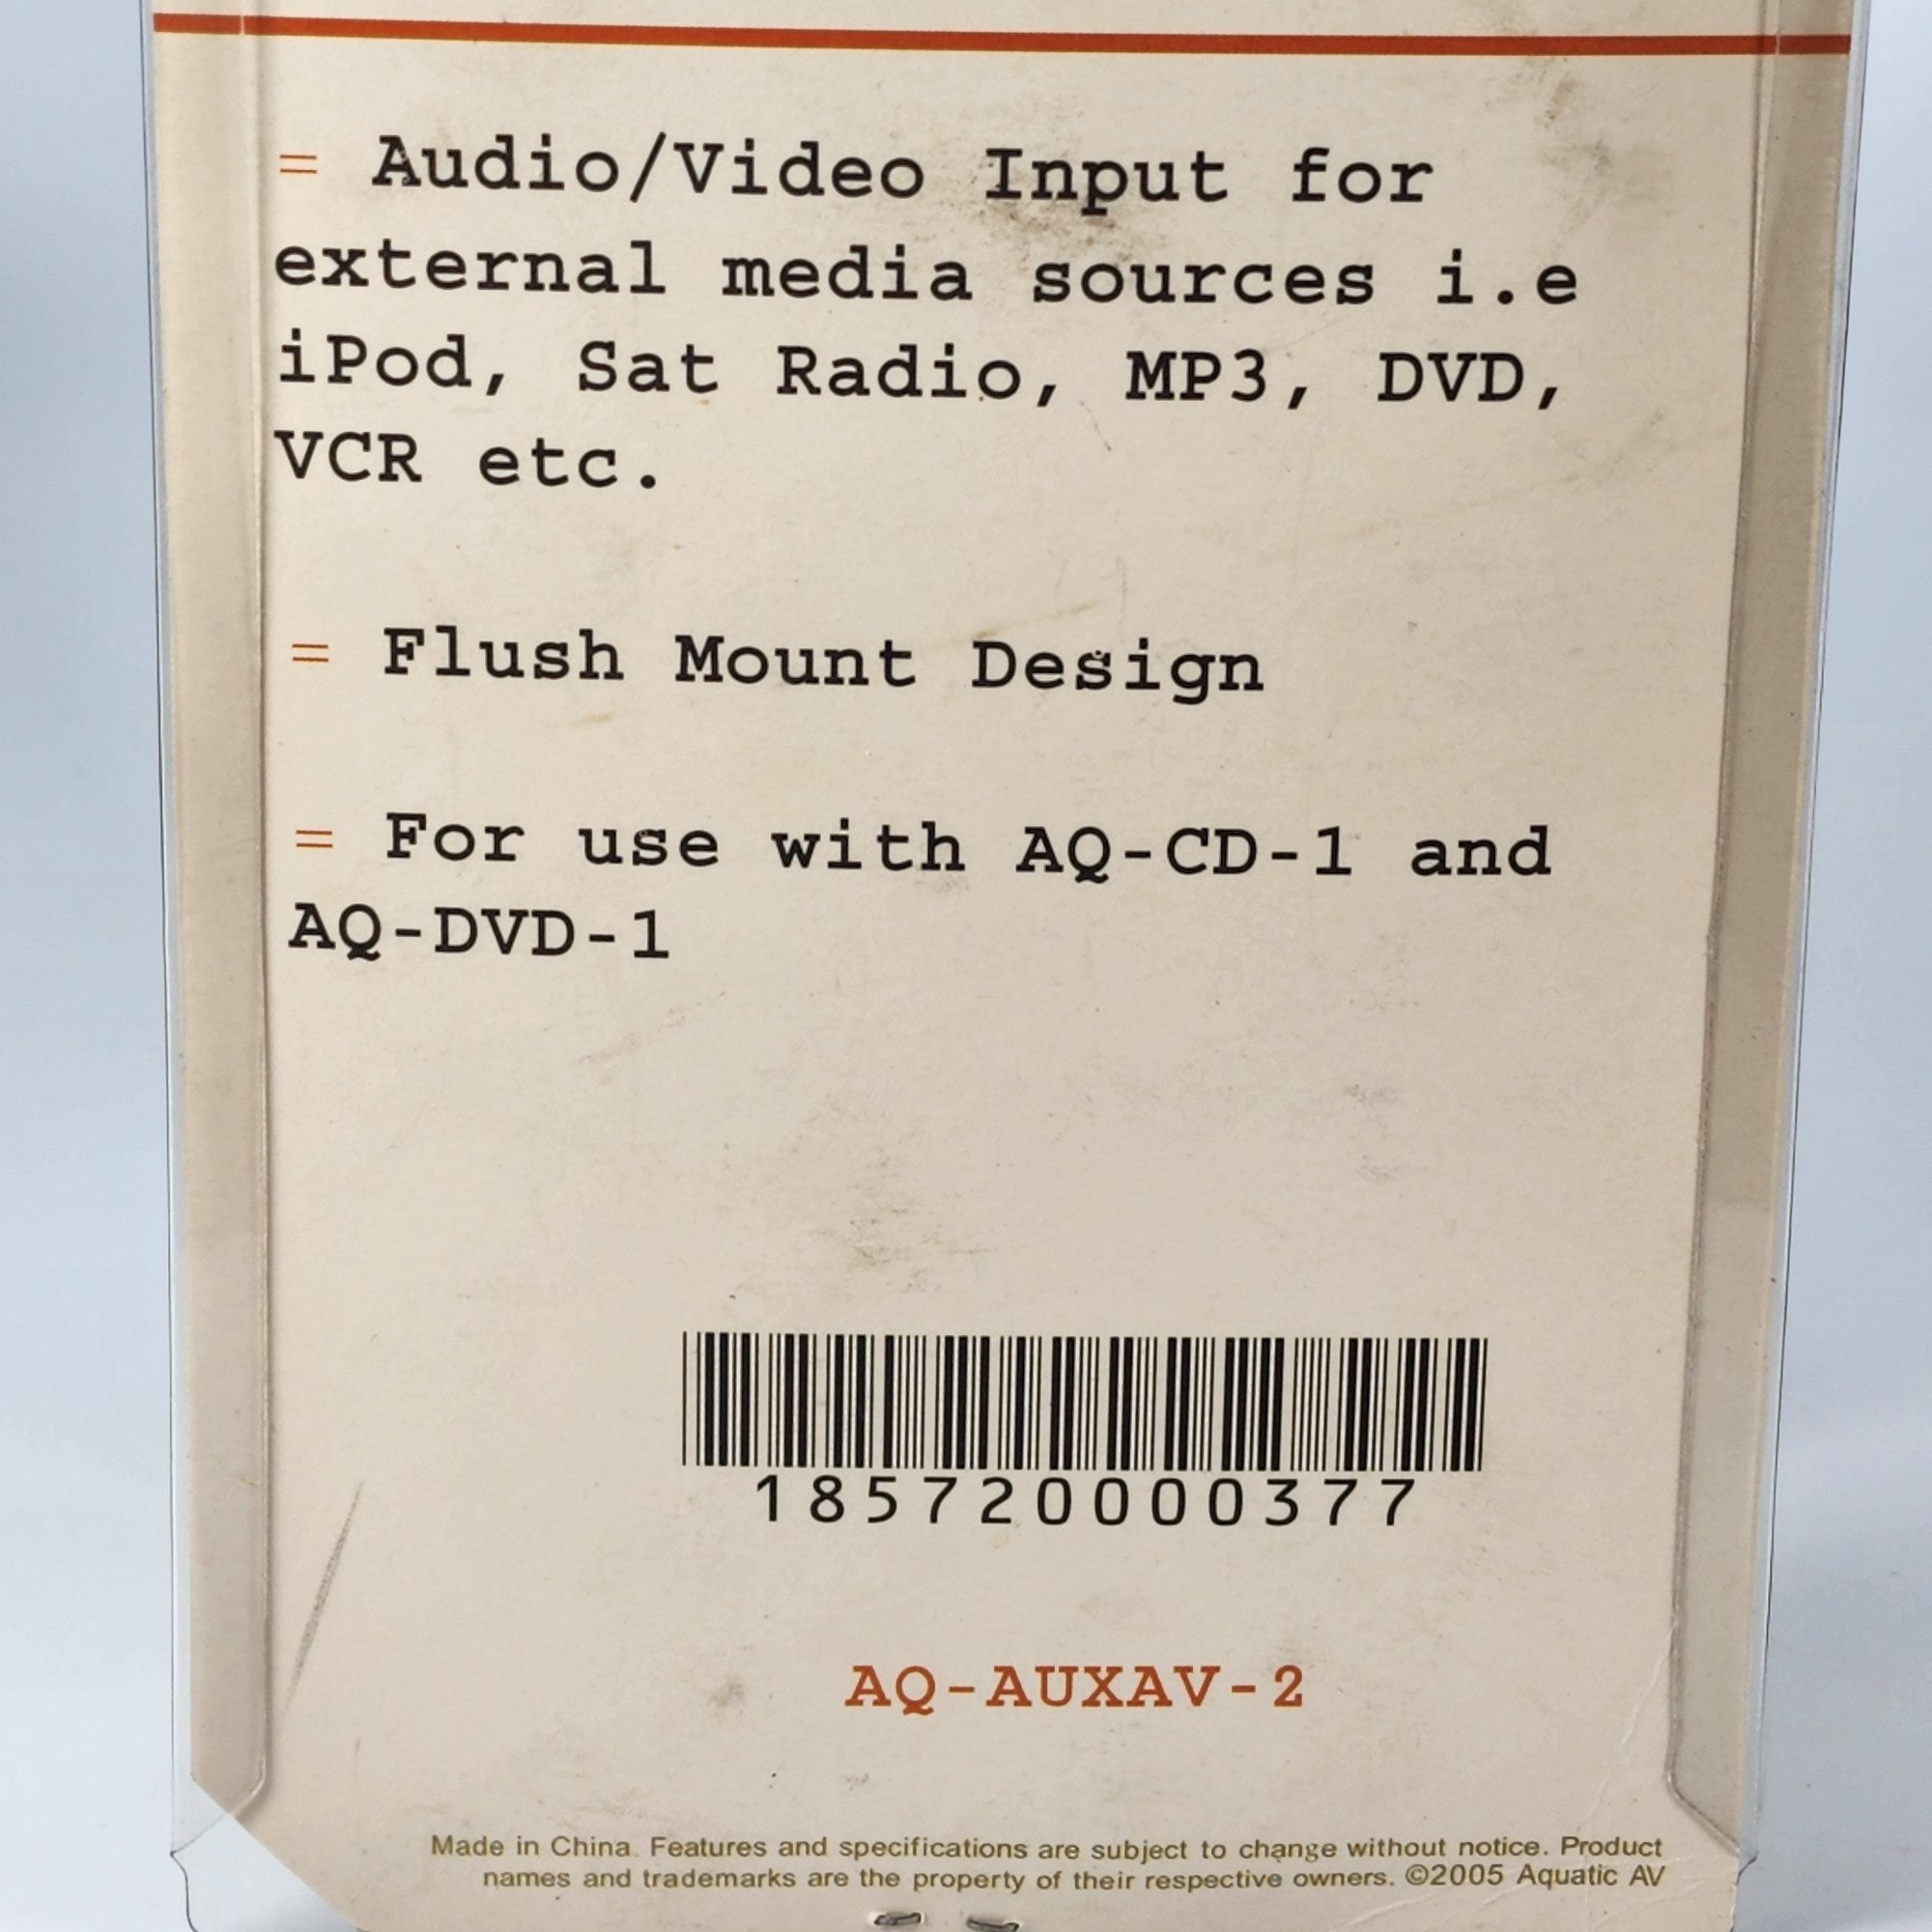 = Audio/Video Input for
external media sources i.e
iPod, Sat Radio, MP3, DVD,
VCR etc.
= Flush Mount Design
= For use with AQ-CD-1 and
AQ-DVD-1
185720000377
AQ-AUXAV-2
Made in China. Features and specifications are subject to change without notice. Product
names and trademarks are the property of their respective owners. ©2005 Aquatic AV